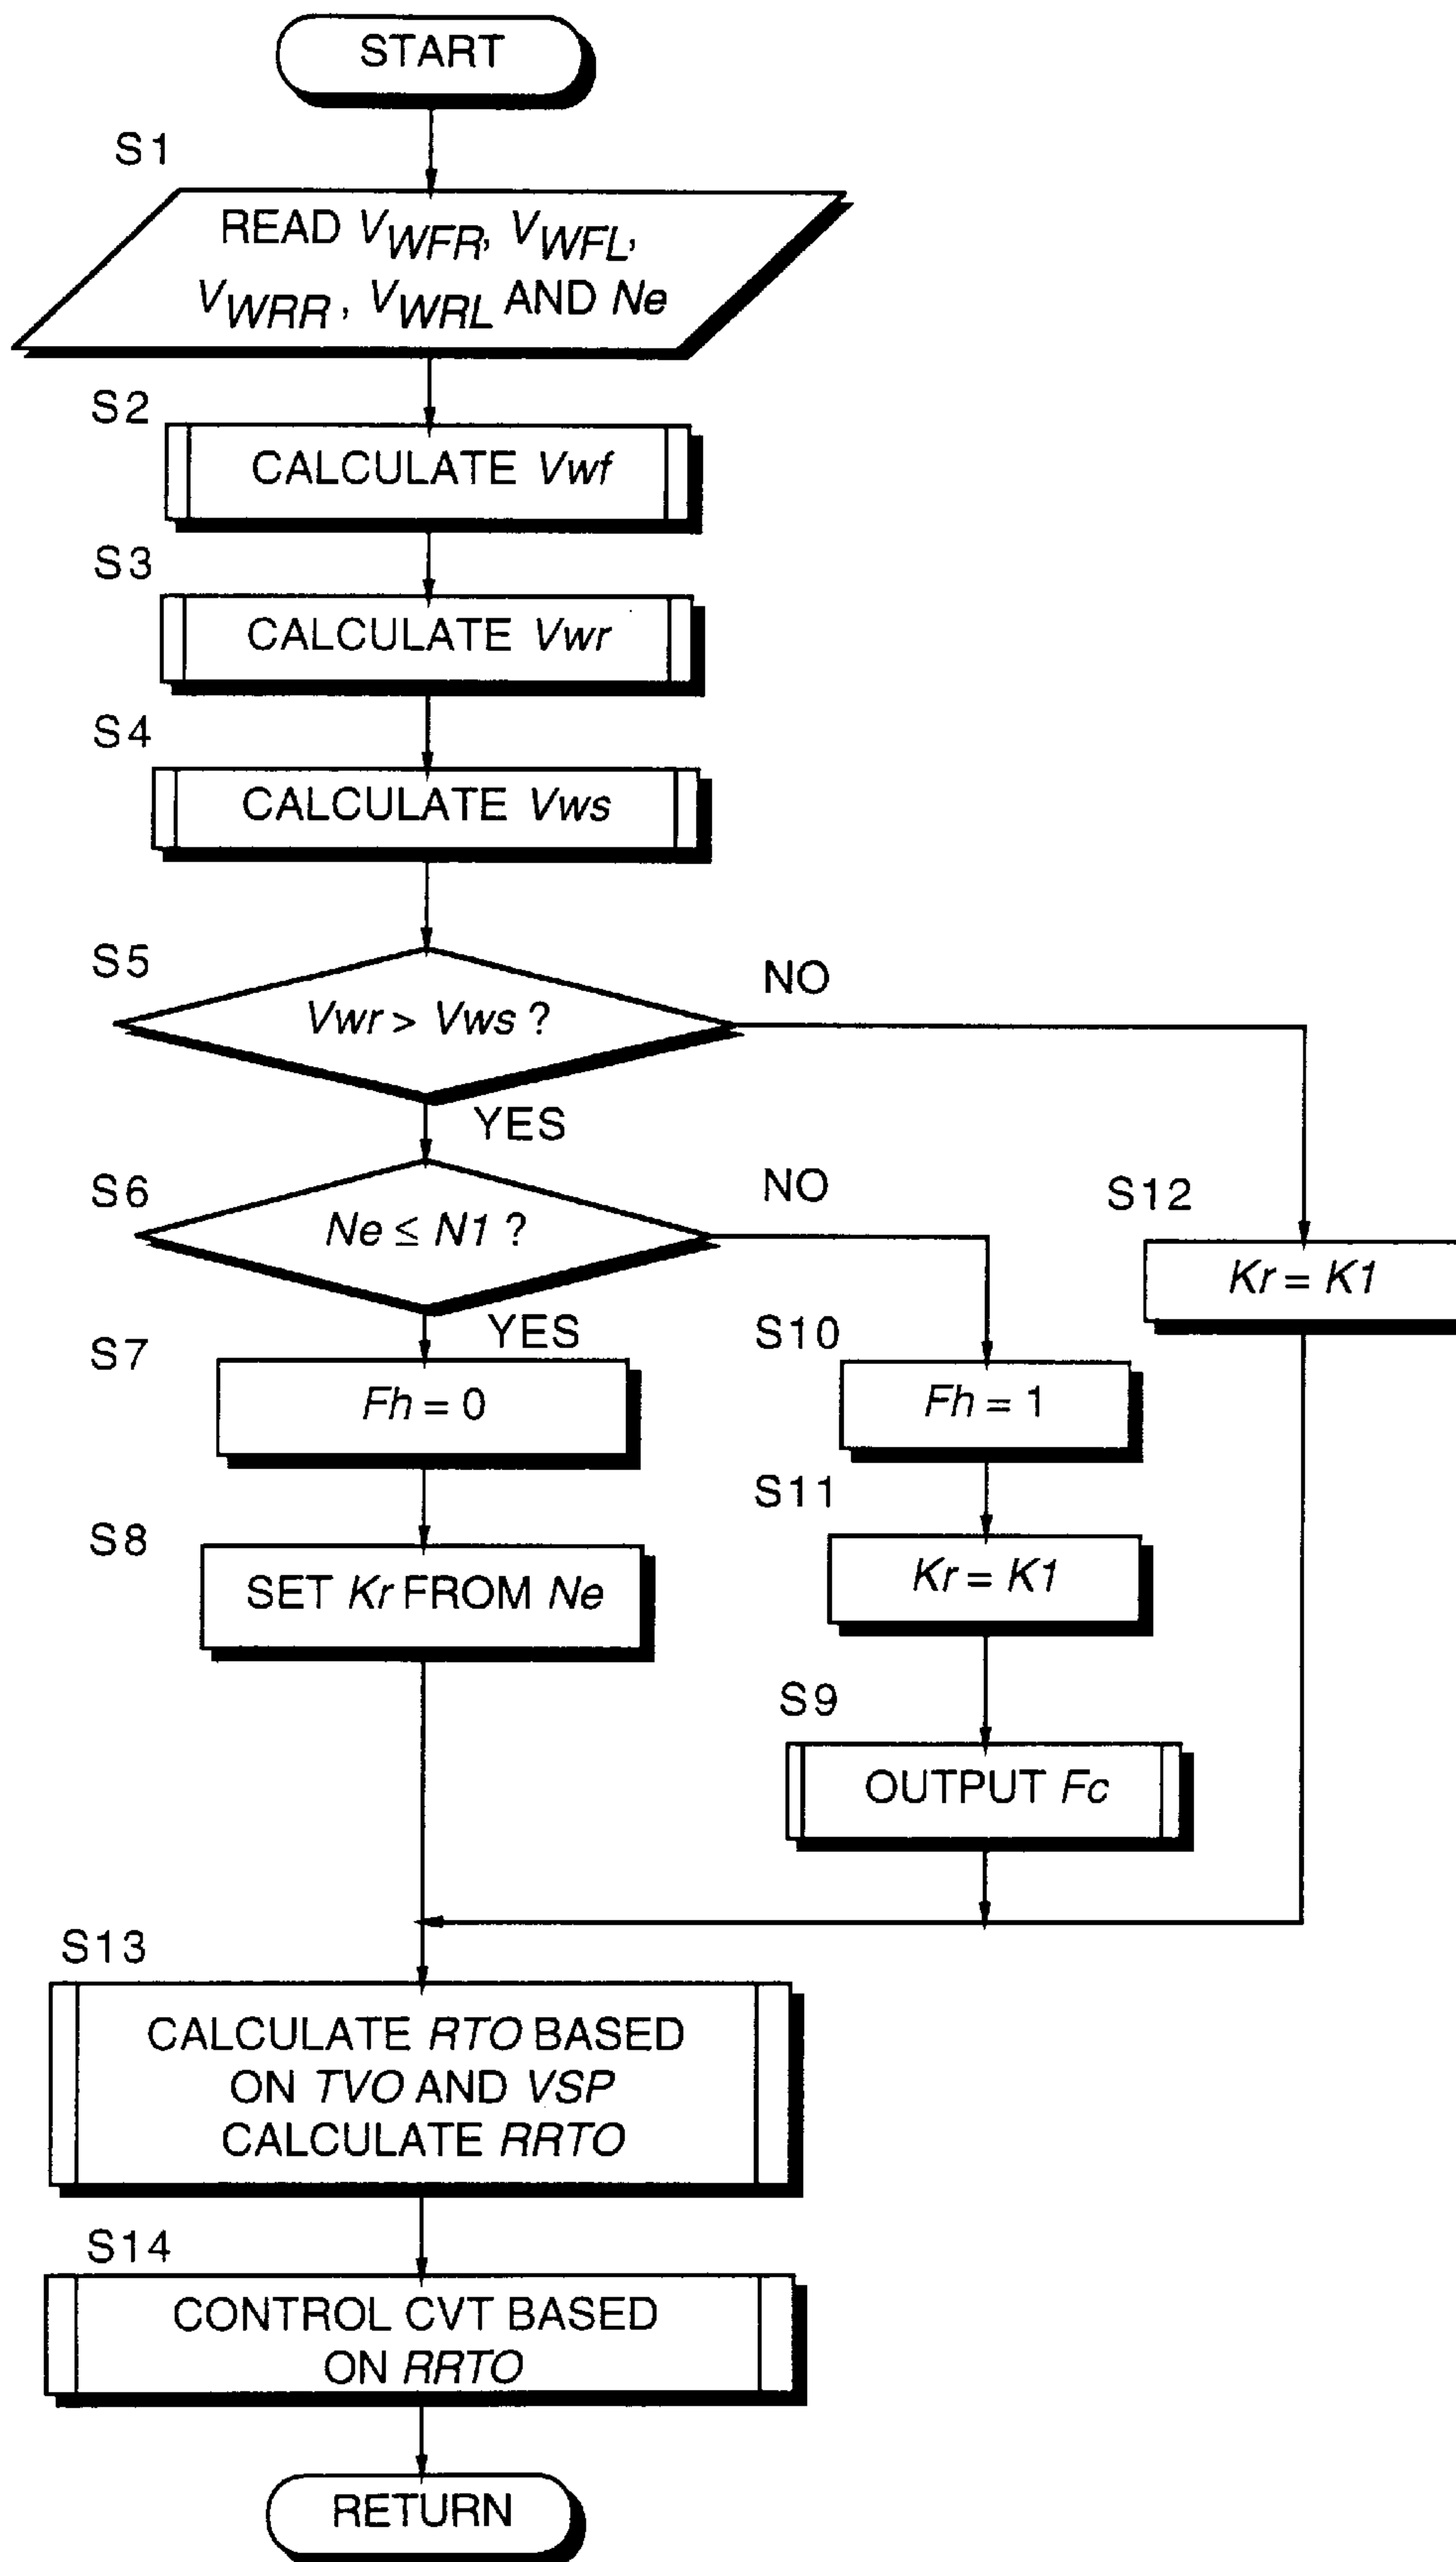 START
S1
READ VWFR, VWFL,
VWRR, VWRL AND Ne
S2
CALCULATE Vwf
S3
CALCULATE Vwr
S4
CALCULATE Vws
S5
Vwr > Vws ?
NO
YES
S6
Ne ≤ N1 ?
NO
YES
S12
Kr = K1
S7
Fh = 0
S10
Fh = 1
S8
SET Kr FROM Ne
S11
Kr = K1
S9
OUTPUT Fc
S13
CALCULATE RTO BASED
ON TVO AND VSP
CALCULATE RRTO
S14
CONTROL CVT BASED
ON RRTO
RETURN